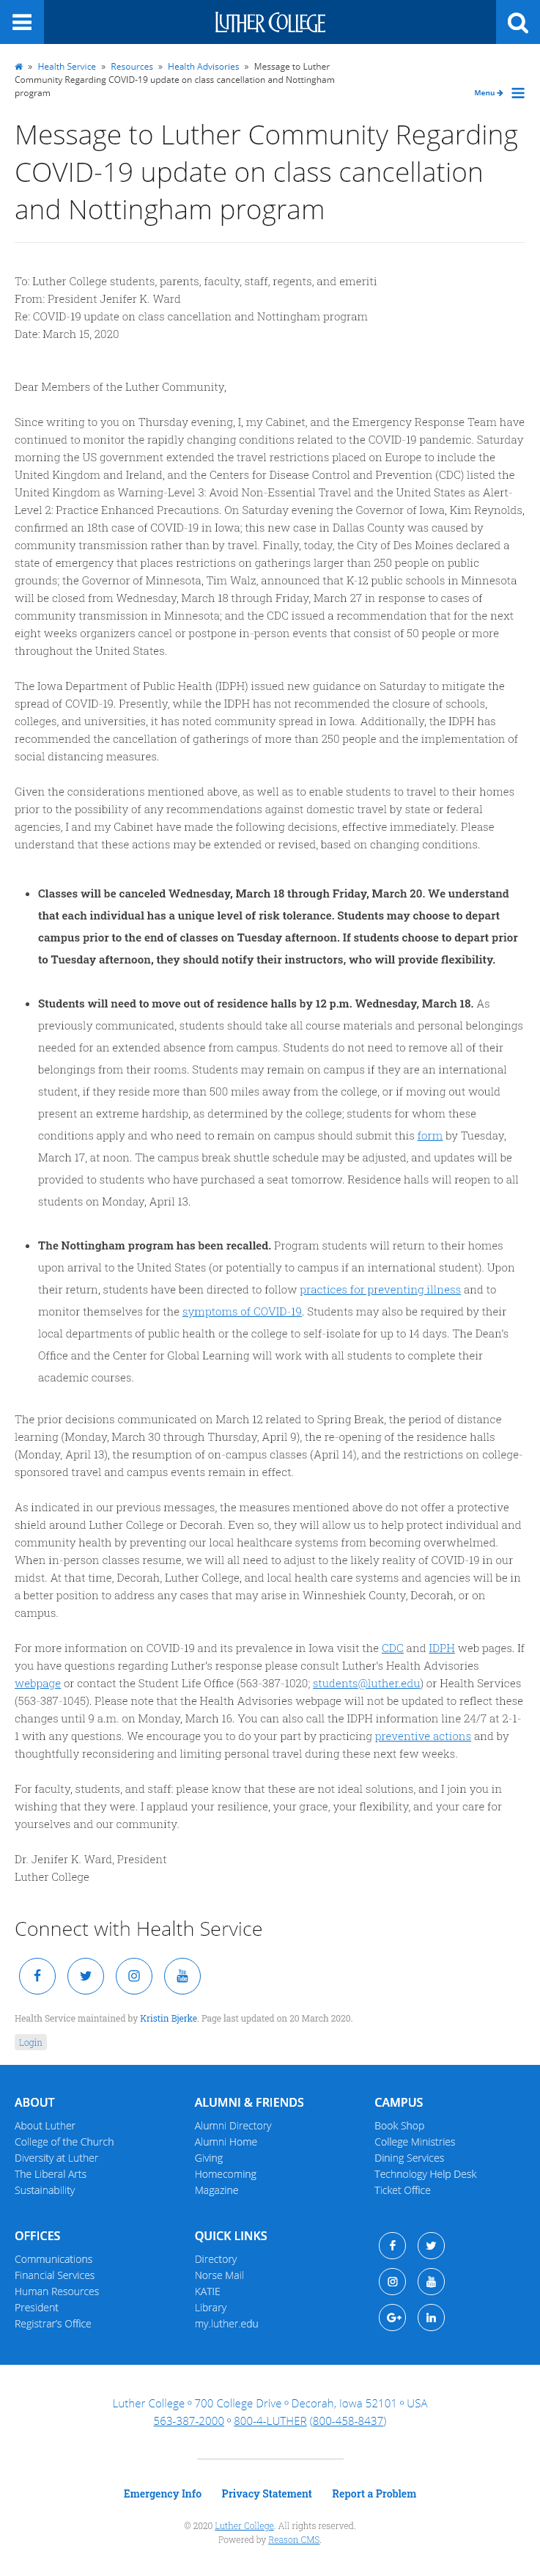 LUTHER COLLEGE
» Health Service » Resources » Health Advisories » Message to Luther
Community Regarding COVID-19 update on class cancellation and Nottingham
program
Menu
Message to Luther Community Regarding
COVID-19 update on class cancellation
and Nottingham program
To: Luther College students, parents, faculty, staff, regents, and emeriti
From: President Jenifer K. Ward
Re: COVID-19 update on class cancellation and Nottingham program
Date: March 15, 2020
Dear Members of the Luther Community,
Since writing to you on Thursday evening, I, my Cabinet, and the Emergency Response Team have
continued to monitor the rapidly changing conditions related to the COVID-19 pandemic. Saturday
morning the US government extended the travel restrictions placed on Europe to include the
United Kingdom and Ireland, and the Centers for Disease Control and Prevention (CDC) listed the
United Kingdom as Warning-Level 3: Avoid Non-Essential Travel and the United States as Alert-
Level 2: Practice Enhanced Precautions. On Saturday evening the Governor of Iowa, Kim Reynolds,
confirmed an 18th case of COVID-19 in Iowa; this new case in Dallas County was caused by
community transmission rather than by travel. Finally, today, the City of Des Moines declared a
state of emergency that places restrictions on gatherings larger than 250 people on public
grounds; the Governor of Minnesota, Tim Walz, announced that K-12 public schools in Minnesota
will be closed from Wednesday, March 18 through Friday, March 27 in response to cases of
community transmission in Minnesota; and the CDC issued a recommendation that for the next
eight weeks organizers cancel or postpone in-person events that consist of 50 people or more
throughout the United States.
The Iowa Department of Public Health (IDPH) issued new guidance on Saturday to mitigate the
spread of COVID-19. Presently, while the IDPH has not recommended the closure of schools,
colleges, and universities, it has noted community spread in Iowa. Additionally, the IDPH has
recommended the cancellation of gatherings of more than 250 people and the implementation of
social distancing measures.
Given the considerations mentioned above, as well as to enable students to travel to their homes
prior to the possibility of any recommendations against domestic travel by state or federal
agencies, I and my Cabinet have made the following decisions, effective immediately. Please
understand that these actions may be extended or revised, based on changing conditions.
• Classes will be canceled Wednesday, March 18 through Friday, March 20. We understand
that each individual has a unique level of risk tolerance. Students may choose to depart
campus prior to the end of classes on Tuesday afternoon. If students choose to depart prior
to Tuesday afternoon, they should notify their instructors, who will provide flexibility.
• Students will need to move out of residence halls by 12 p.m. Wednesday, March 18. As
previously communicated, students should take all course materials and personal belongings
needed for an extended absence from campus. Students do not need to remove all of their
belongings from their rooms. Students may remain on campus if they are an international
student, if they reside more than 500 miles away from the college, or if moving out would
present an extreme hardship, as determined by the college; students for whom these
conditions apply and who need to remain on campus should submit this form by Tuesday,
March 17, at noon. The campus break shuttle schedule may be adjusted, and updates will be
provided to students who have purchased a seat tomorrow. Residence halls will reopen to all
students on Monday, April 13.
• The Nottingham program has been recalled. Program students will return to their homes
upon arrival to the United States (or potentially to campus if an international student). Upon
their return, students have been directed to follow practices for preventing illness and to
monitor themselves for the symptoms of COVID-19. Students may also be required by their
local departments of public health or the college to self-isolate for up to 14 days. The Dean's
Office and the Center for Global Learning will work with all students to complete their
academic courses.
The prior decisions communicated on March 12 related to Spring Break, the period of distance
learning (Monday, March 30 through Thursday, April 9), the re-opening of the residence halls
(Monday, April 13), the resumption of on-campus classes (April 14), and the restrictions on college-
sponsored travel and campus events remain in effect.
As indicated in our previous messages, the measures mentioned above do not offer a protective
shield around Luther College or Decorah. Even so, they will allow us to help protect individual and
community health by preventing our local healthcare systems from becoming overwhelmed.
When in-person classes resume, we will all need to adjust to the likely reality of COVID-19 in our
midst. At that time, Decorah, Luther College, and local health care systems and agencies will be in
a better position to address any cases that may arise in Winneshiek County, Decorah, or on
campus.
For more information on COVID-19 and its prevalence in Iowa visit the CDC and IDPH web pages. If
you have questions regarding Luther's response please consult Luther's Health Advisories
webpage or contact the Student Life Office (563-387-1020; students@luther.edu) or Health Services
(563-387-1045). Please note that the Health Advisories webpage will not be updated to reflect these
changes until 9 a.m. on Monday, March 16. You can also call the IDPH information line 24/7 at 2-1-
1 with any questions. We encourage you to do your part by practicing preventive actions and by
thoughtfully reconsidering and limiting personal travel during these next few weeks.
For faculty, students, and staff: please know that these are not ideal solutions, and I join you in
wishing that they were. I applaud your resilience, your grace, your flexibility, and your care for
yourselves and our community.
Dr. Jenifer K. Ward, President
Luther College
Connect with Health Service
Health Service maintained by Kristin Bjerke. Page last updated on 20 March 2020.
Login
ABOUT
About Luther
College of the Church
Diversity at Luther
The Liberal Arts
Sustainability
ALUMNI & FRIENDS
Alumni Directory
Alumni Home
Giving
Homecoming
Magazine
CAMPUS
Book Shop
College Ministries
Dining Services
Technology Help Desk
Ticket Office
OFFICES
Communications
Financial Services
Human Resources
President
Registrar's Office
QUICK LINKS
Directory
Norse Mail
KATIE
Library
my.luther.edu
Luther College ° 700 College Drive ° Decorah, Iowa 52101 ° USA
563-387-2000 ° 800-4-LUTHER (800-458-8437)
Emergency Info Privacy Statement Report a Problem
© 2020 Luther College. All rights reserved.
Powered by Reason CMS.